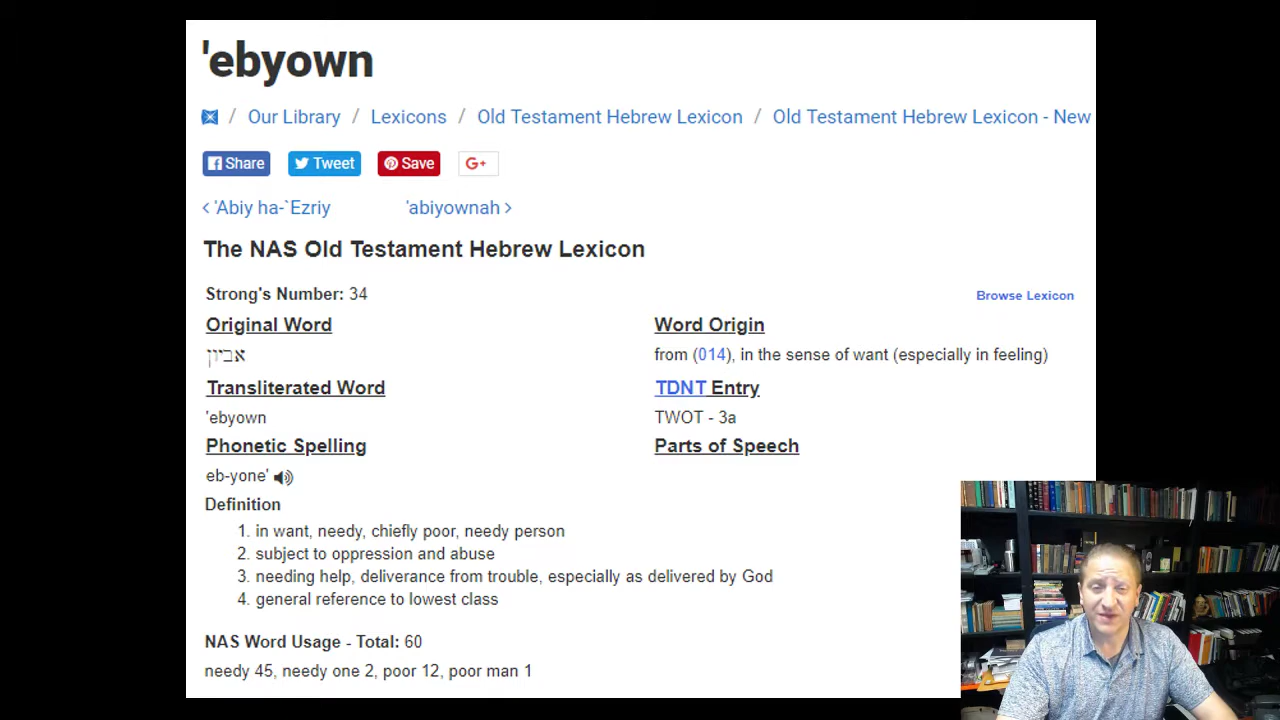 'ebyown
/ Our Library / Lexicons / Old Testament Hebrew Lexicon / Old Testament Hebrew Lexicon - New
Share Tweet Save G+
< 'Abiy ha-`Ezriy 'abiyownah >
The NAS Old Testament Hebrew Lexicon
Strong's Number: 34 Browse Lexicon
Original Word Word Origin
אביון from (014), in the sense of want (especially in feeling)
Transliterated Word TDNT Entry
'ebyown TWOT - 3a
Phonetic Spelling Parts of Speech
eb-yone'
Definition
1. in want, needy, chiefly poor, needy person
2. subject to oppression and abuse
3. needing help, deliverance from trouble, especially as delivered by God
4. general reference to lowest class
NAS Word Usage - Total: 60
needy 45, needy one 2, poor 12, poor man 1